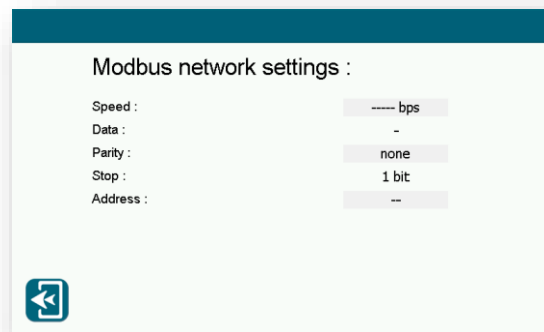 Modbus network settings :
Speed : ----- bps
Data : -
Parity : none
Stop : 1 bit
Address : --